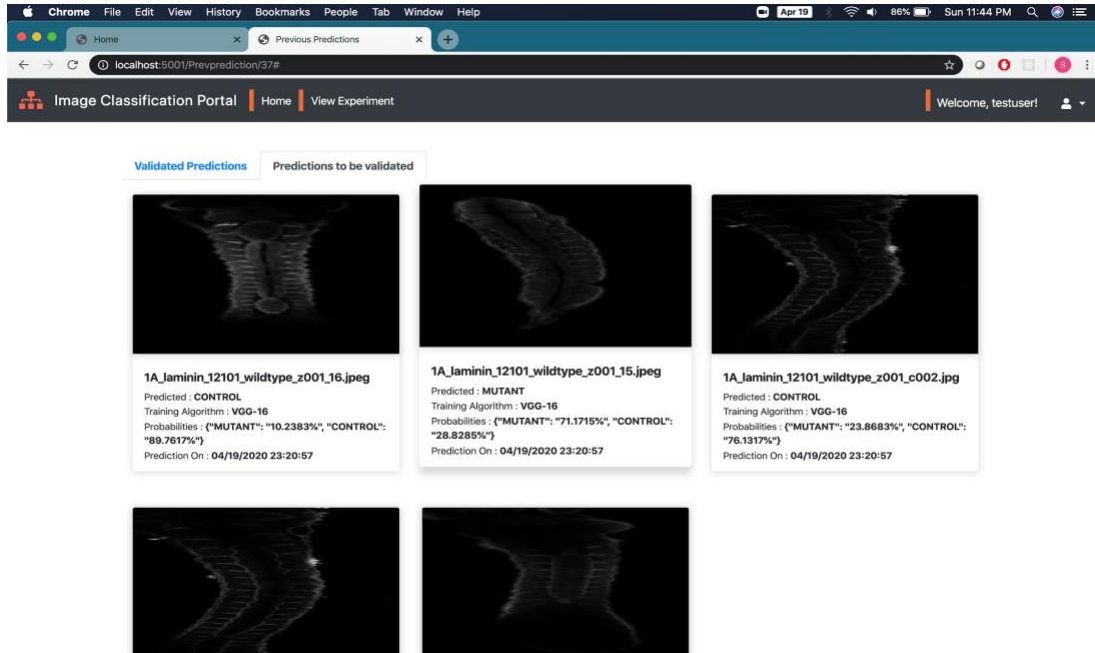 Chrome File Edit View History Bookmarks People Tab Window Help Apr 19 86% Sun 11:44 PM
Home × Previous Predictions × +
localhost:5001/Prevprediction/37# S
Image Classification Portal Home View Experiment Welcome, testuser!
Validated Predictions Predictions to be validated
1A_laminin_12101_wildtype_z001_16.jpeg
Predicted : CONTROL
Training Algorithm : VGG-16
Probabilities : {"MUTANT": "10.2383%", "CONTROL":
"89.7617%"}
Prediction On : 04/19/2020 23:20:57
1A_laminin_12101_wildtype_z001_15.jpeg
Predicted : MUTANT
Training Algorithm : VGG-16
Probabilities : {"MUTANT": "71.1715%", "CONTROL":
"28.8285%"}
Prediction On : 04/19/2020 23:20:57
1A_laminin_12101_wildtype_z001_c002.jpg
Predicted : CONTROL
Training Algorithm : VGG-16
Probabilities : {"MUTANT": "23.8683%", "CONTROL":
"76.1317%"}
Prediction On : 04/19/2020 23:20:57